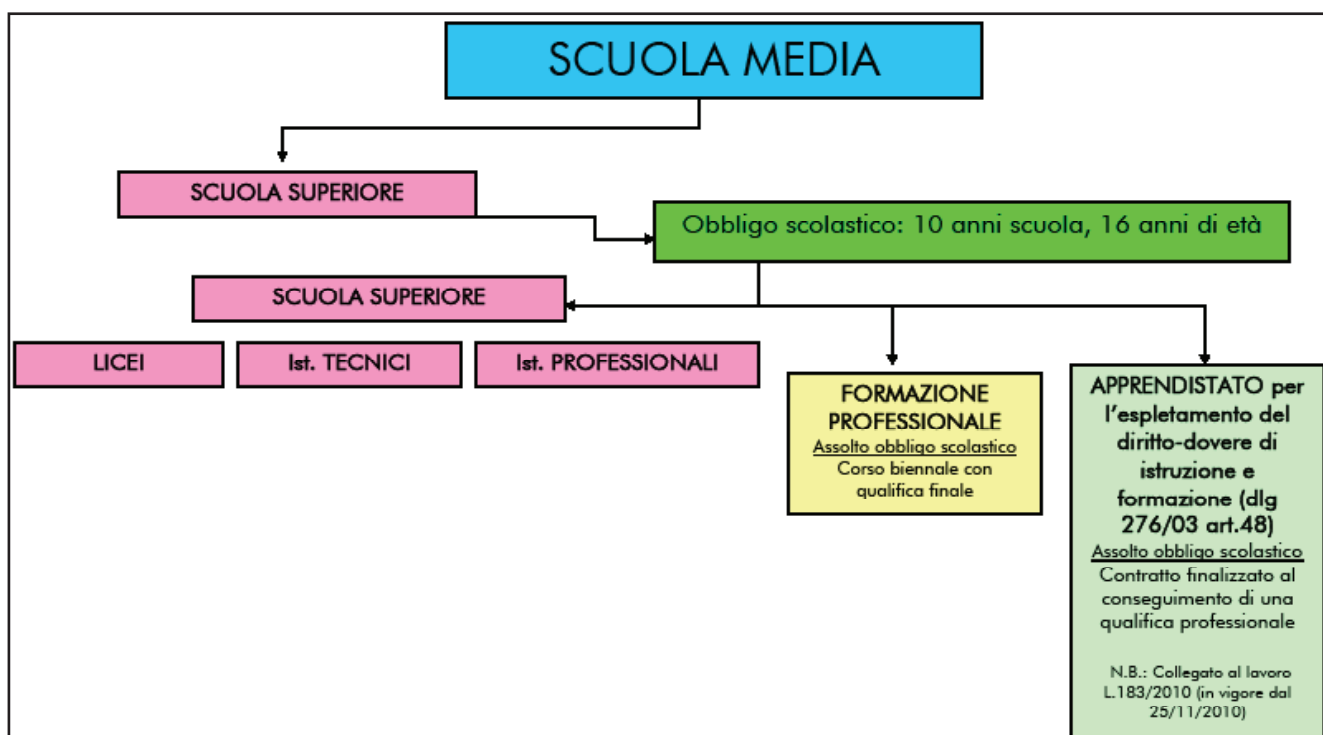 SCUOLA MEDIA
SCUOLA SUPERIORE
Obbligo scolastico: 10 anni scuola, 16 anni di età
SCUOLA SUPERIORE
LICEI
Ist. TECNICI
Ist. PROFESSIONALI
FORMAZIONE
PROFESSIONALE
Assolto obbligo scolastico
Corso biennale con
qualifica finale
APPRENDISTATO per
l'espletamento del
diritto-dovere di
istruzione e
formazione (dlg
276/03 art.48)
Assolto obbligo scolastico
Contratto finalizzato al
conseguimento di una
qualifica professionale
N.B.: Collegato al lavoro
L.183/2010 (in vigore dal
25/11/2010)